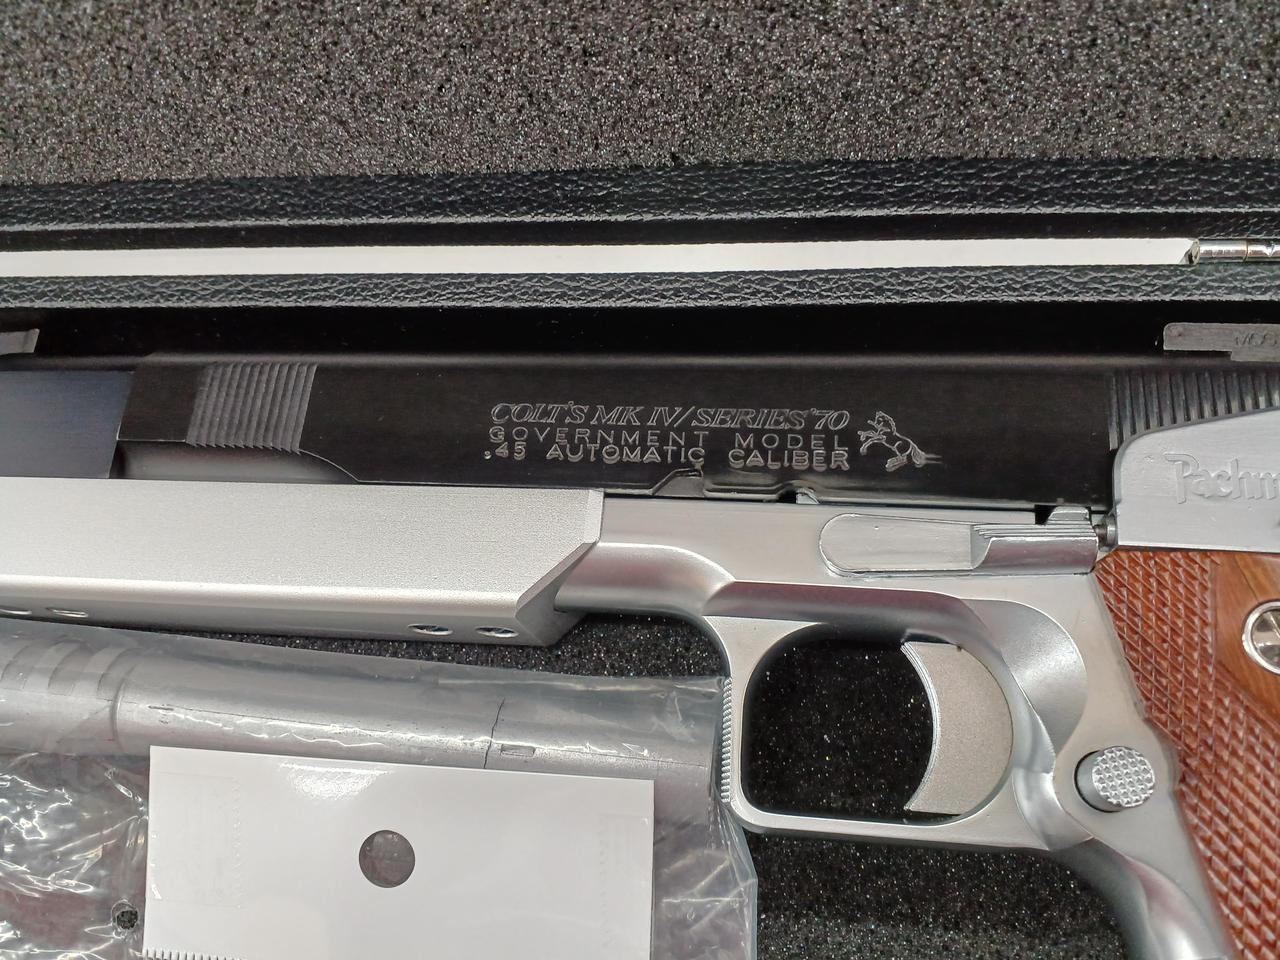 COLT'S MK IV/SERIES'70
GOVERNMENT MODEL
.45 AUTOMATIC CALIBER